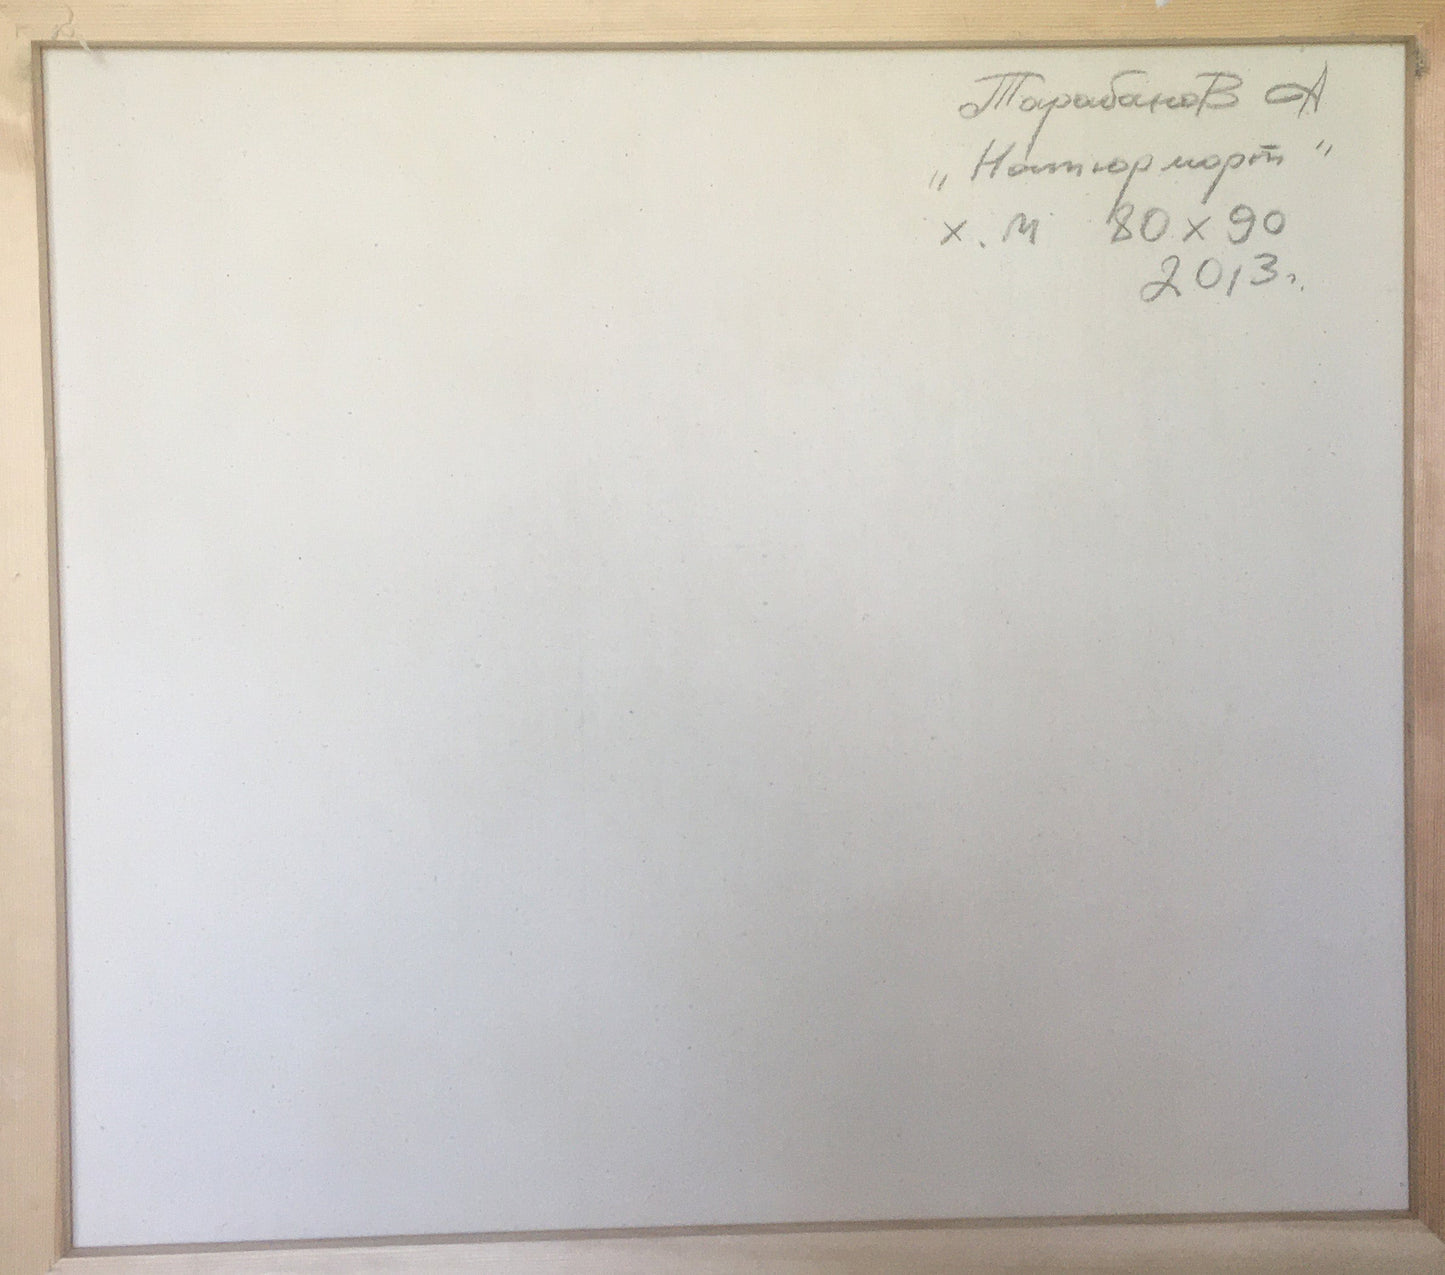 Тарабанов А
„Натюрморт"
х.м 80 х 90
2013г.